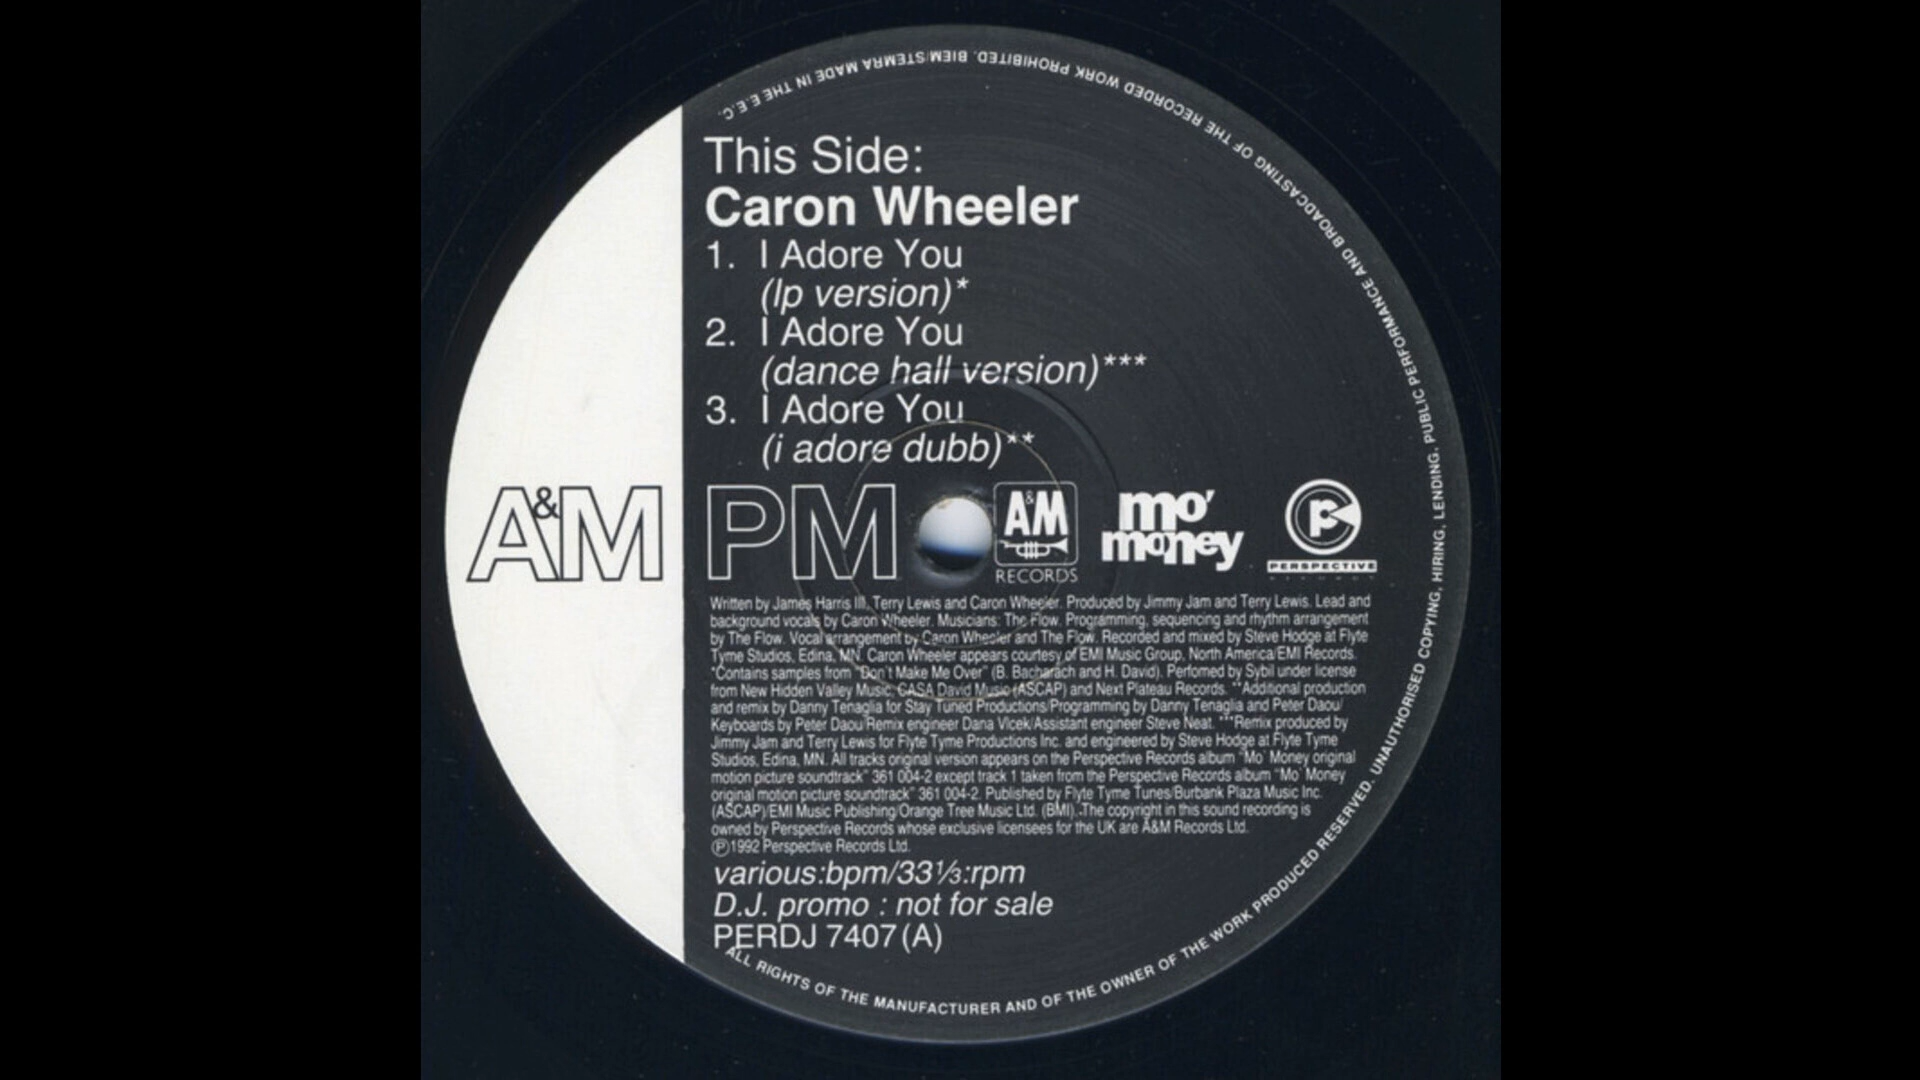 This Side:
Caron Wheeler
1. I Adore You
(lp version)*
2. I Adore You
(dance hall version)***
3. I Adore You
(i adore dubb)**
A&M PM
A&M
RECORDS
mo'
money
PERSPECTIVE
Written by James Harris III, Terry Lewis and Caron Wheeler. Produced by Jimmy Jam and Terry Lewis. Lead and
background vocals by Caron Wheeler. Musicians: The Flow. Programming, sequencing and rhythm arrangement
by The Flow. Vocal arrangement by Caron Wheeler and The Flow. Recorded and mixed by Steve Hodge at Flyte
Tyme Studios, Edina, MN. Caron Wheeler appears courtesy of EMI Music Group, North America/EMI Records.
*Contains samples from "Don't Make Me Over" (B. Bacharach and H. David). Perfomed by Sybil under license
from New Hidden Valley Music, CASA David Music (ASCAP) and Next Plateau Records. **Additional production
and remix by Danny Tenaglia for Stay Tuned Productions/Programming by Danny Tenaglia and Peter Daou/
Keyboards by Peter Daou/Remix engineer Dana Vlcek/Assistant engineer Steve Neat. ***Remix produced by
Jimmy Jam and Terry Lewis for Flyte Tyme Productions Inc. and engineered by Steve Hodge at Flyte Tyme
Studios, Edina, MN. All tracks original version appears on the Perspective Records album "Mo' Money original
motion picture soundtrack" 361 004-2 except track 1 taken from the Perspective Records album "Mo' Money
original motion picture soundtrack" 361 004-2. Published by Flyte Tyme Tunes/Burbank Plaza Music Inc.
(ASCAP)/EMI Music Publishing/Orange Tree Music Ltd. (BMI). The copyright in this sound recording is
owned by Perspective Records whose exclusive licensees for the UK are A&M Records Ltd.
Ⓟ1992 Perspective Records Ltd.
various:bpm/33⅓:rpm
D.J. promo : not for sale
PERDJ 7407 (A)
ALL RIGHTS OF THE MANUFACTURER AND OF THE OWNER OF THE WORK PRODUCED RESERVED. UNAUTHORISED COPYING, HIRING, LENDING, PUBLIC PERFORMANCE AND BROADCASTING OF THE RECORDED WORK PROHIBITED. BIEM/STEMRA MADE IN THE E.E.C.